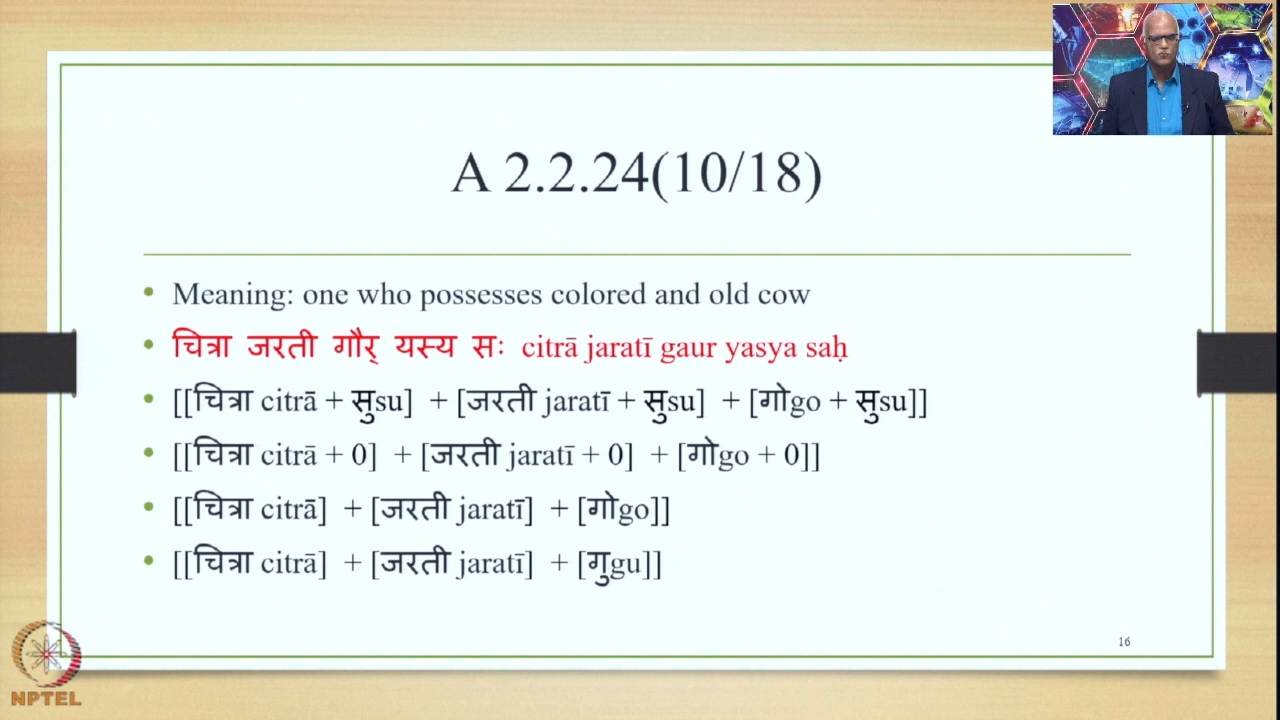 A 2.2.24(10/18)
• Meaning: one who possesses colored and old cow
• चित्रा जरती गौर् यस्य सः citrā jaratī gaur yasya saḥ
• [[चित्रा citrā + सुsu] + [जरती jaratī + सुsu] + [गोgo + सुsu]]
• [[चित्रा citrā + 0] + [जरती jaratī + 0] + [गोgo + 0]]
• [[चित्रा citrā] + [जरती jaratī] + [गोgo]]
• [[चित्रा citrā] + [जरती jaratī] + [गुgu]]
16
NPTEL